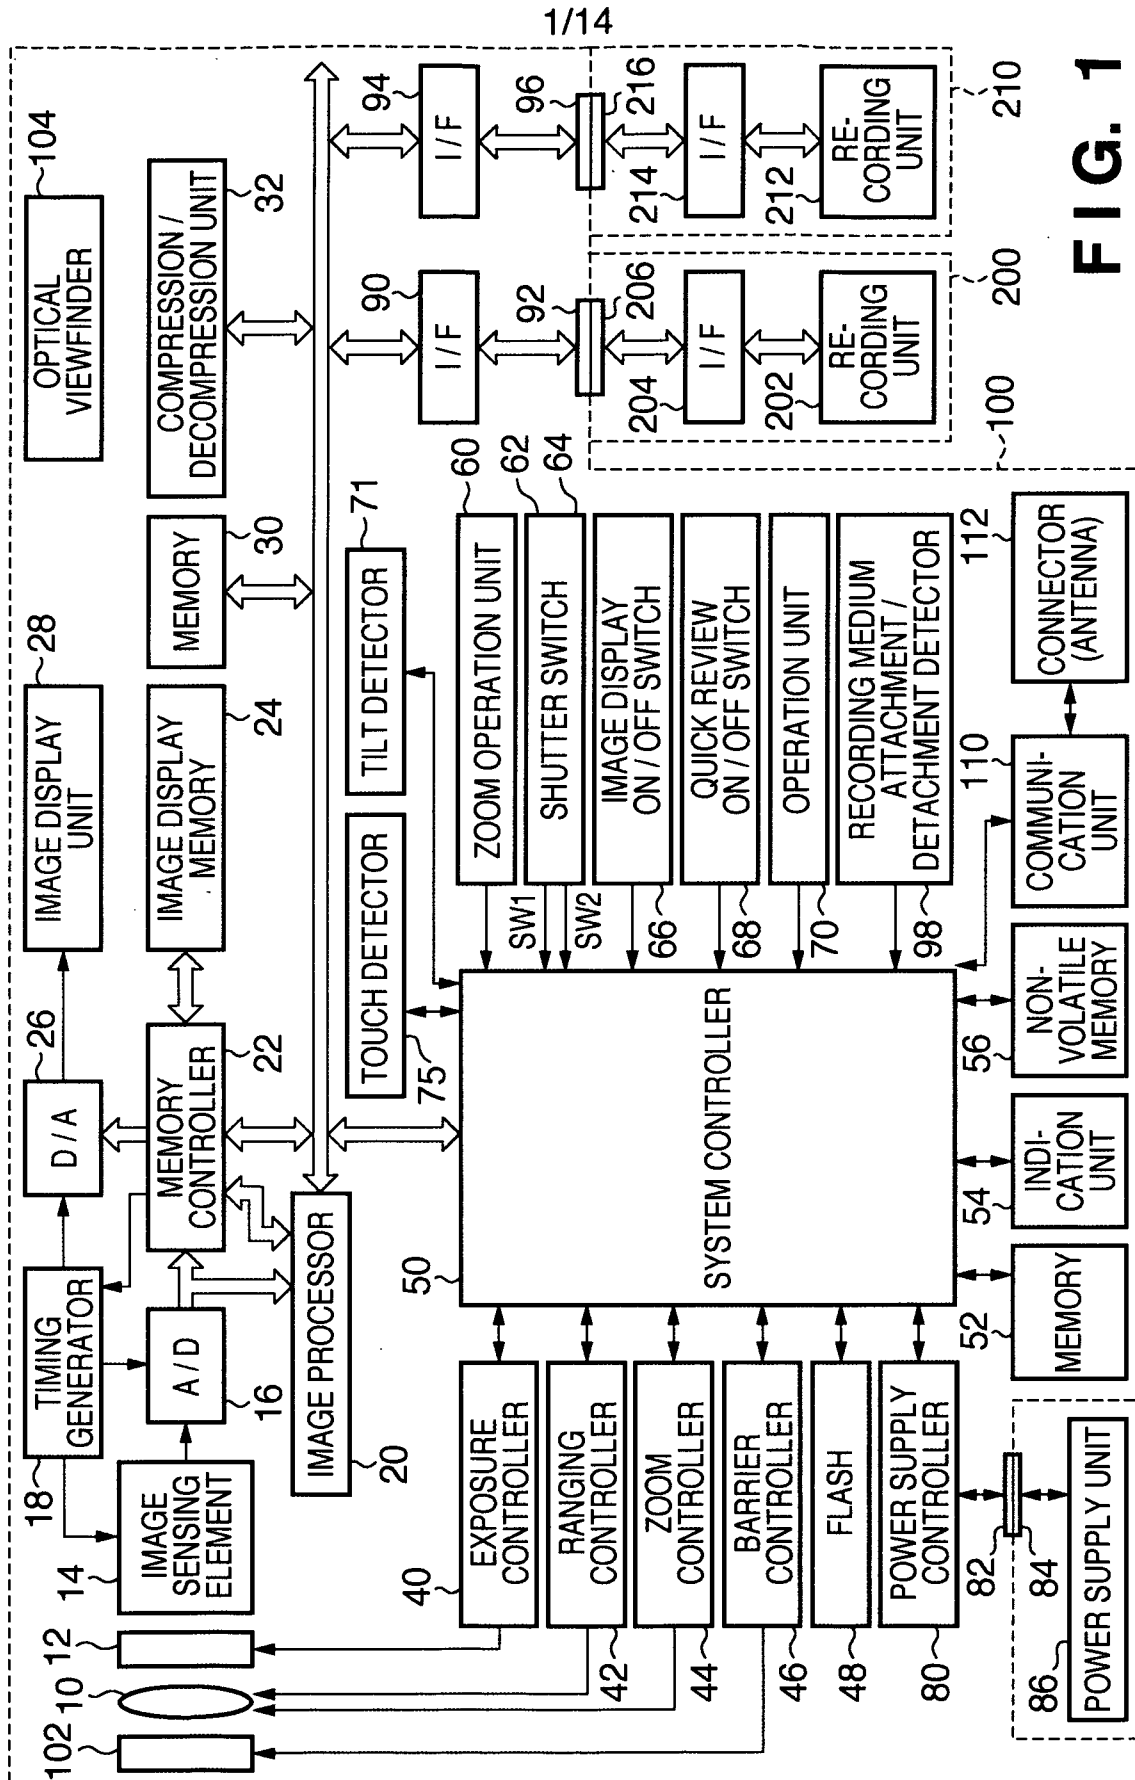 1/14
104
OPTICAL
VIEWFINDER
28
IMAGE DISPLAY
UNIT
26
D/A
TIMING
GENERATOR
18
COMPRESSION /
DECOMPRESSION UNIT
32
MEMORY
30
IMAGE DISPLAY
MEMORY
24
MEMORY
CONTROLLER
22
A/D
16
14
IMAGE
SENSING
ELEMENT
12
10
102
IMAGE PROCESSOR
20
71
TILT DETECTOR
TOUCH DETECTOR
75
94
I/F
90
I/F
96
216
92
206
214
I/F
204
I/F
212
RE-
CORDING
UNIT
202
RE-
CORDING
UNIT
210
200
100
60
ZOOM OPERATION UNIT
62
64
SHUTTER SWITCH
SW1
SW2
IMAGE DISPLAY
ON / OFF SWITCH
66
QUICK REVIEW
ON / OFF SWITCH
68
OPERATION UNIT
70
RECORDING MEDIUM
ATTACHMENT /
DETACHMENT DETECTOR
98
50
SYSTEM CONTROLLER
40
EXPOSURE
CONTROLLER
RANGING
CONTROLLER
42
ZOOM
CONTROLLER
44
BARRIER
CONTROLLER
46
FLASH
48
POWER SUPPLY
CONTROLLER
80
82
84
86
POWER SUPPLY UNIT
52
MEMORY
54
INDI-
CATION
UNIT
56
NON-
VOLATILE
MEMORY
110
COMMUNI-
CATION
UNIT
112
CONNECTOR
(ANTENNA)
FIG. 1